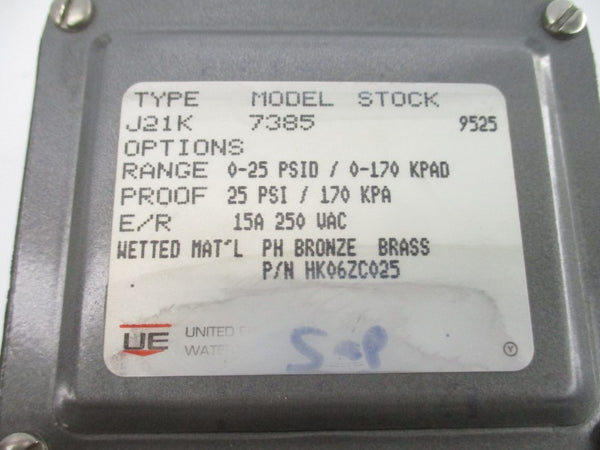 TYPE MODEL STOCK
J21K 7385 9525
OPTIONS
RANGE 0-25 PSID / 0-170 KPAD
PROOF 25 PSI / 170 KPA
E/R 15A 250 VAC
WETTED MAT'L PH BRONZE BRASS
P/N HK06ZC025
UE UNITED
Y